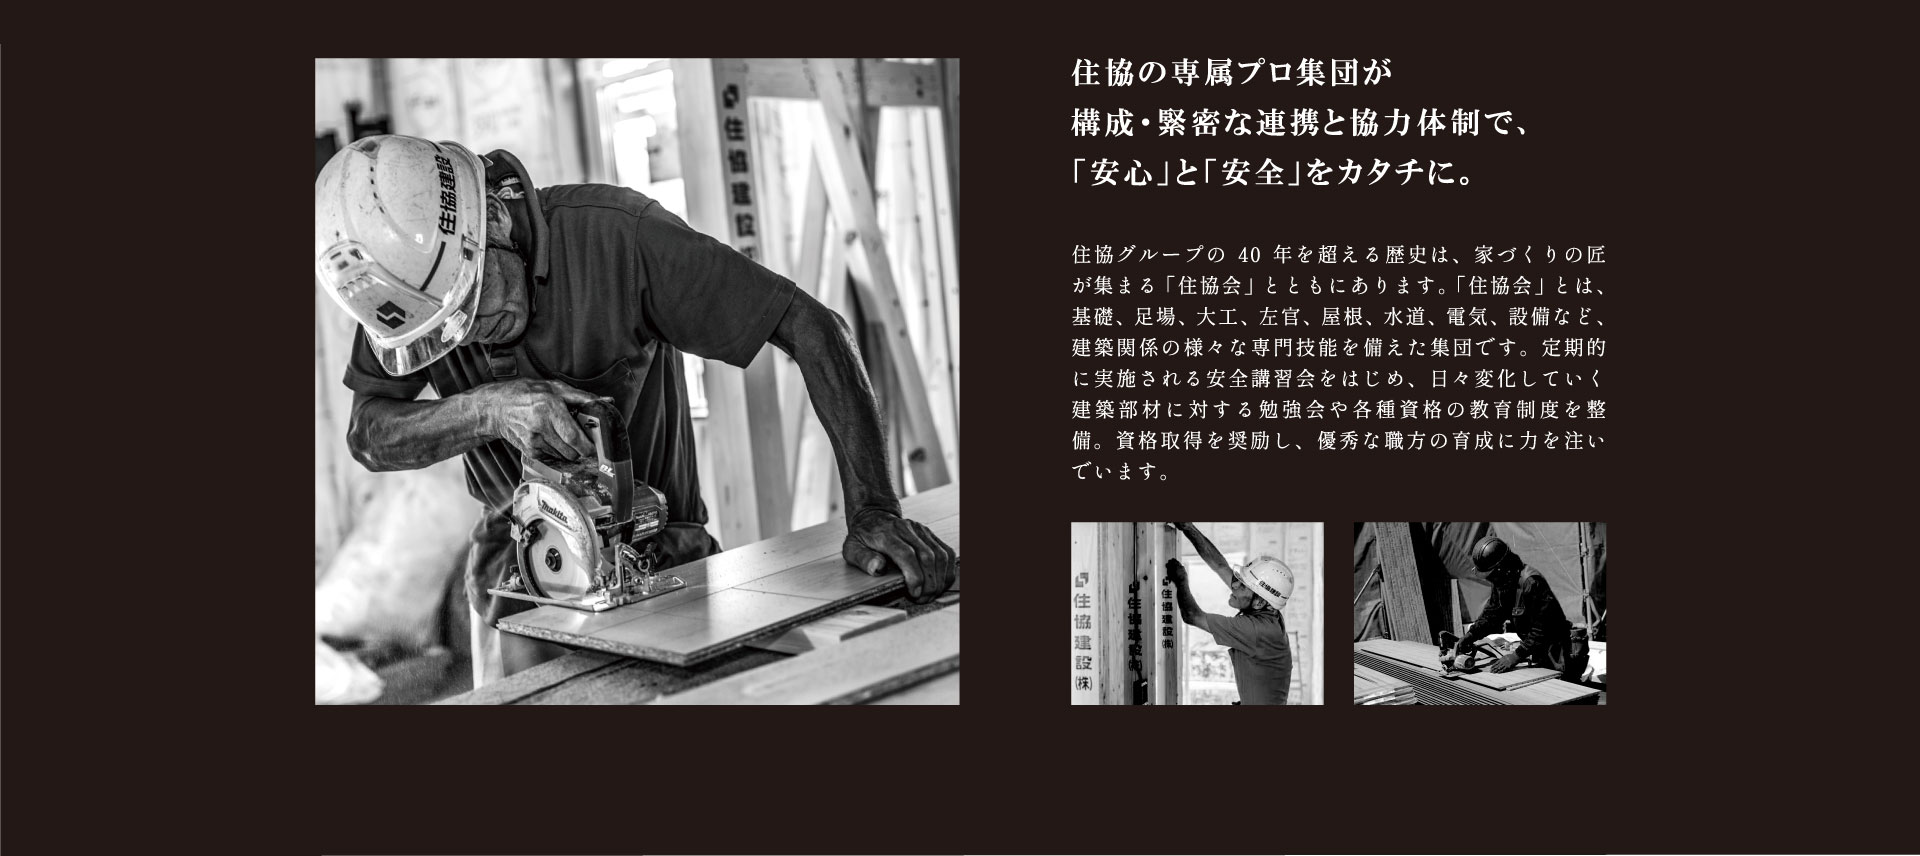 住協の専属プロ集団が
構成・緊密な連携と協力体制で、
「安心」と「安全」をカタチに。
住協グループの 40 年を超える歴史は、家づくりの匠
が集まる「住協会」とともにあります。「住協会」とは、
基礎、足場、大工、左官、屋根、水道、電気、設備など、
建築関係の様々な専門技能を備えた集団です。定期的
に実施される安全講習会をはじめ、日々変化していく
建築部材に対する勉強会や各種資格の教育制度を整
備。資格取得を奨励し、優秀な職方の育成に力を注い
でいます。
住協建設
住協建設
makita
住協建設㈱
住協建設㈱
住協建設㈱
住協建設